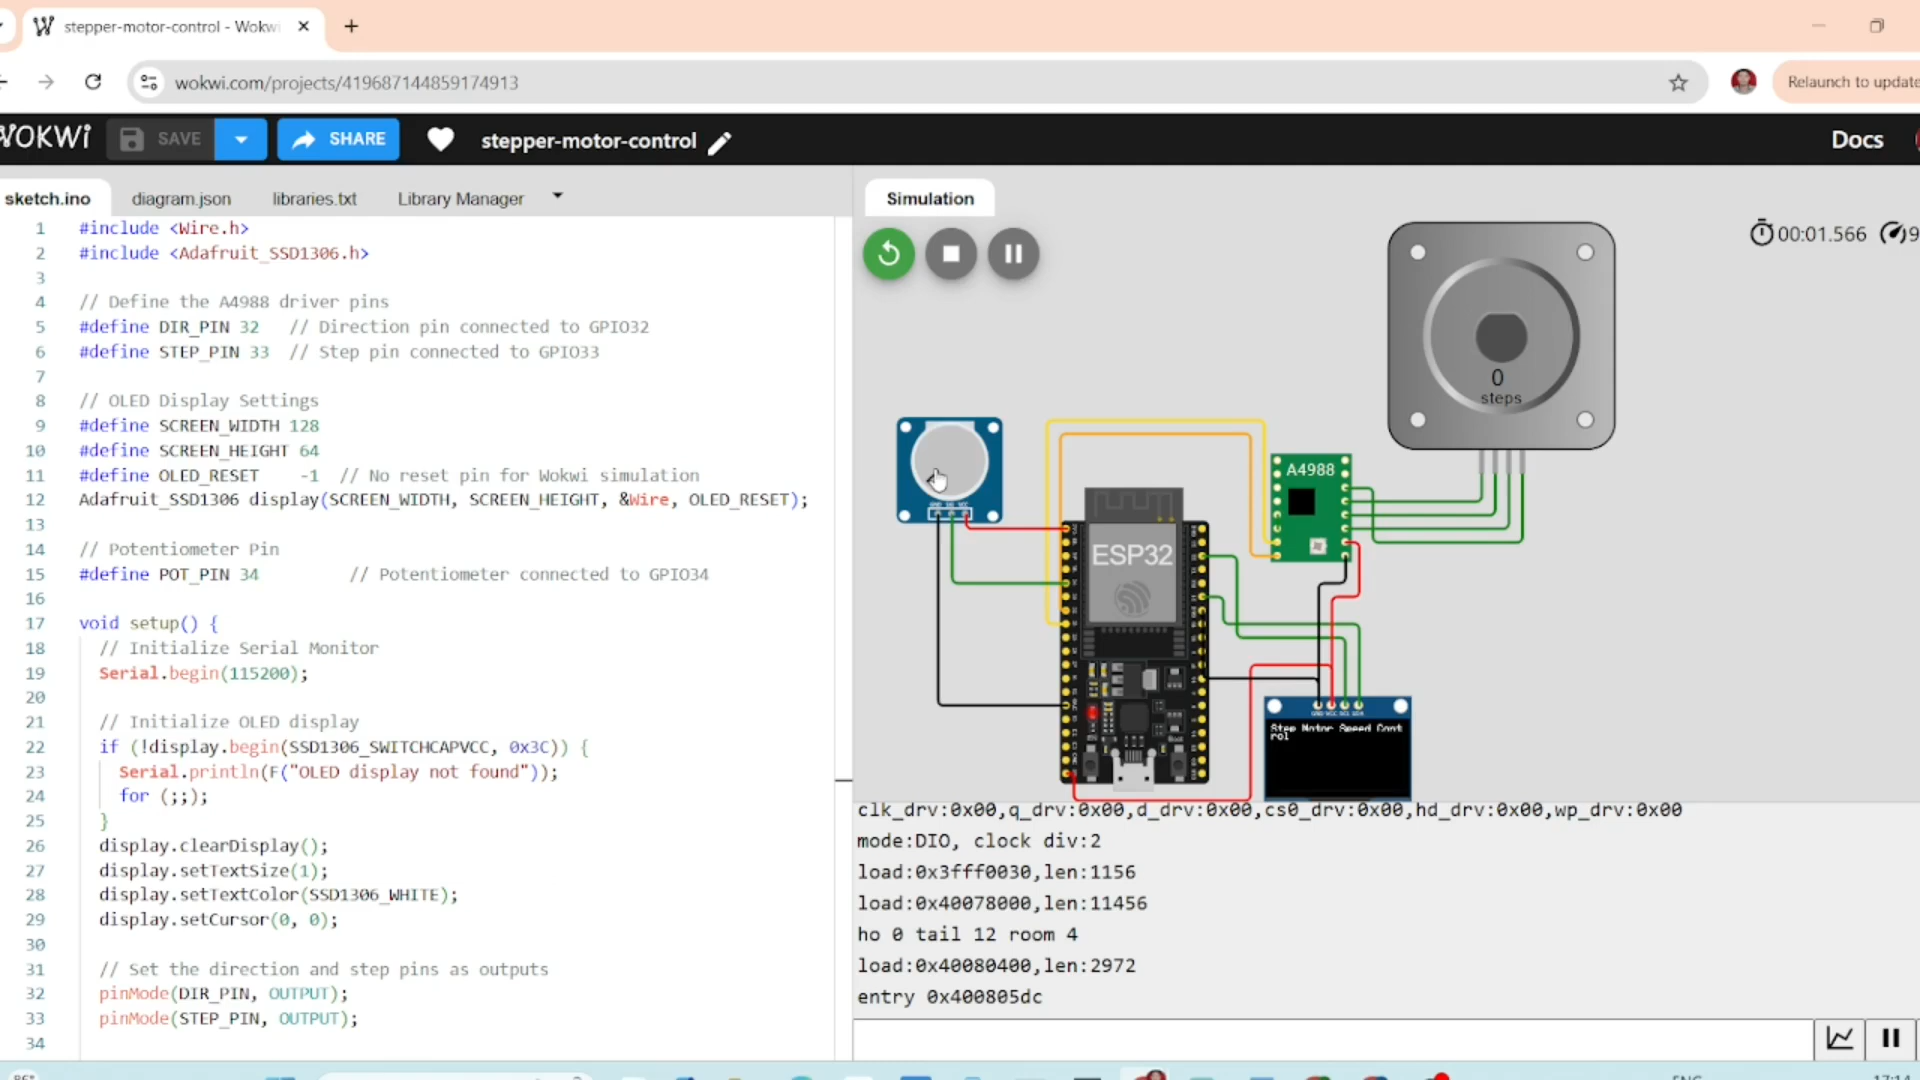 stepper-motor-control - Wokwi
wokwi.com/projects/419687144859174913
Relaunch to update
WOKWi
SAVE
SHARE
stepper-motor-control
Docs
sketch.ino
diagram.json
libraries.txt
Library Manager
Simulation
1 #include <Wire.h>
2 #include <Adafruit_SSD1306.h>
3
4 // Define the A4988 driver pins
5 #define DIR_PIN 32 // Direction pin connected to GPIO32
6 #define STEP_PIN 33 // Step pin connected to GPIO33
7
8 // OLED Display Settings
9 #define SCREEN_WIDTH 128
10 #define SCREEN_HEIGHT 64
11 #define OLED_RESET -1 // No reset pin for Wokwi simulation
12 Adafruit_SSD1306 display(SCREEN_WIDTH, SCREEN_HEIGHT, &Wire, OLED_RESET);
13
14 // Potentiometer Pin
15 #define POT_PIN 34 // Potentiometer connected to GPIO34
16
17 void setup() {
18 // Initialize Serial Monitor
19 Serial.begin(115200);
20
21 // Initialize OLED display
22 if (!display.begin(SSD1306_SWITCHCAPVCC, 0x3C)) {
23 Serial.println(F("OLED display not found"));
24 for (;;);
25 }
26 display.clearDisplay();
27 display.setTextSize(1);
28 display.setTextColor(SSD1306_WHITE);
29 display.setCursor(0, 0);
30
31 // Set the direction and step pins as outputs
32 pinMode(DIR_PIN, OUTPUT);
33 pinMode(STEP_PIN, OUTPUT);
34
00:01.566
9
0
steps
A4988
ESP32
GND VCC SCL SDA
Step Motor Speed Cont
rol
clk_drv:0x00,q_drv:0x00,d_drv:0x00,cs0_drv:0x00,hd_drv:0x00,wp_drv:0x00
mode:DIO, clock div:2
load:0x3fff0030,len:1156
load:0x40078000,len:11456
ho 0 tail 12 room 4
load:0x40080400,len:2972
entry 0x400805dc
86°
ENG
17:14